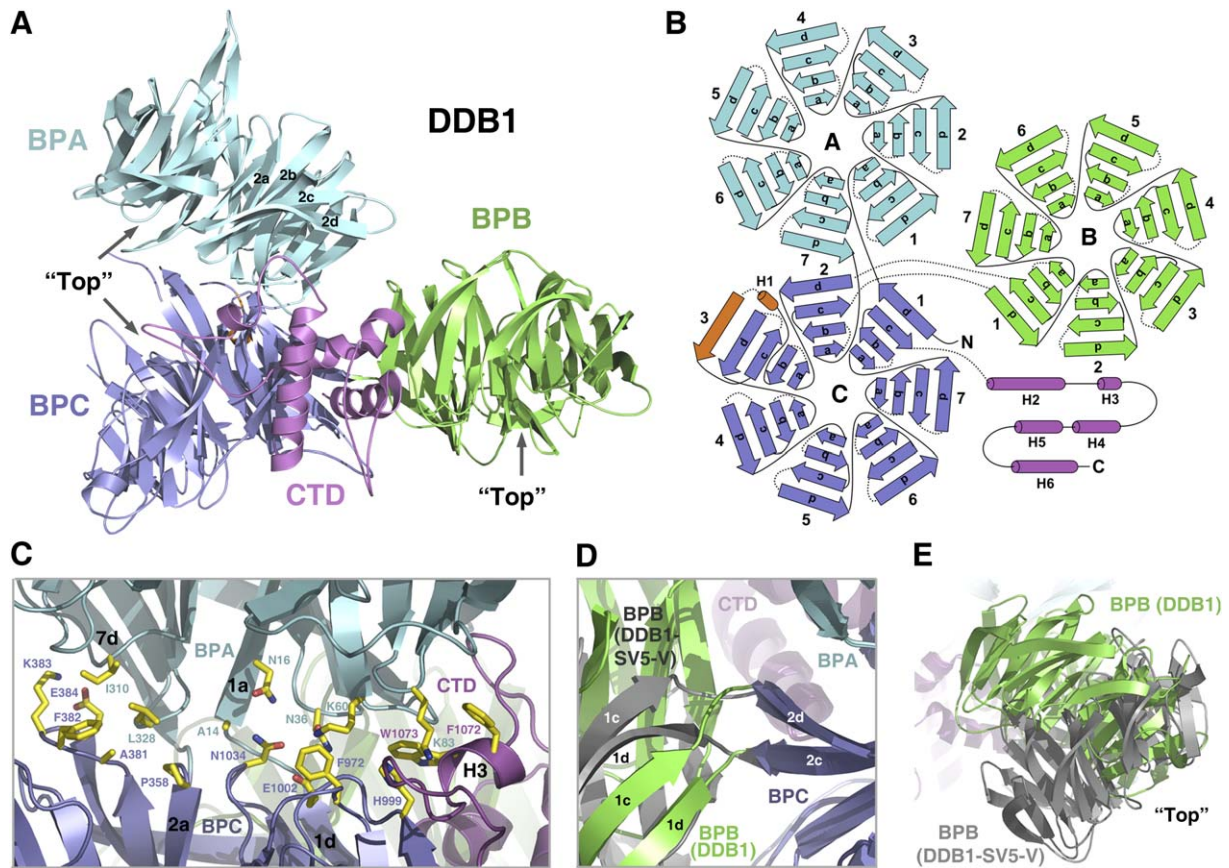 A
DDB1
BPA
2a
2b
2c
2d
"Top"
BPB
BPC
CTD
"Top"
B
4
3
5
2
A
6
1
7
d
c
b
a
6
5
7
4
B
1
3
2
2
H1
3
1
N
C
7
4
6
5
H2
H3
H5
H4
H6
C
C
7d
BPA
K383
E384
I310
1a
N16
CTD
F382
L328
N36
K60
W1073
F1072
A14
K83
A381
N1034
F972
H3
P358
E1002
H999
2a
BPC
1d
D
BPB
(DDB1-
SV5-V)
CTD
BPA
1c
2d
1d
2c
1c
1d
BPB
(DDB1)
BPC
E
BPB (DDB1)
"Top"
BPB
(DDB1-SV5-V)